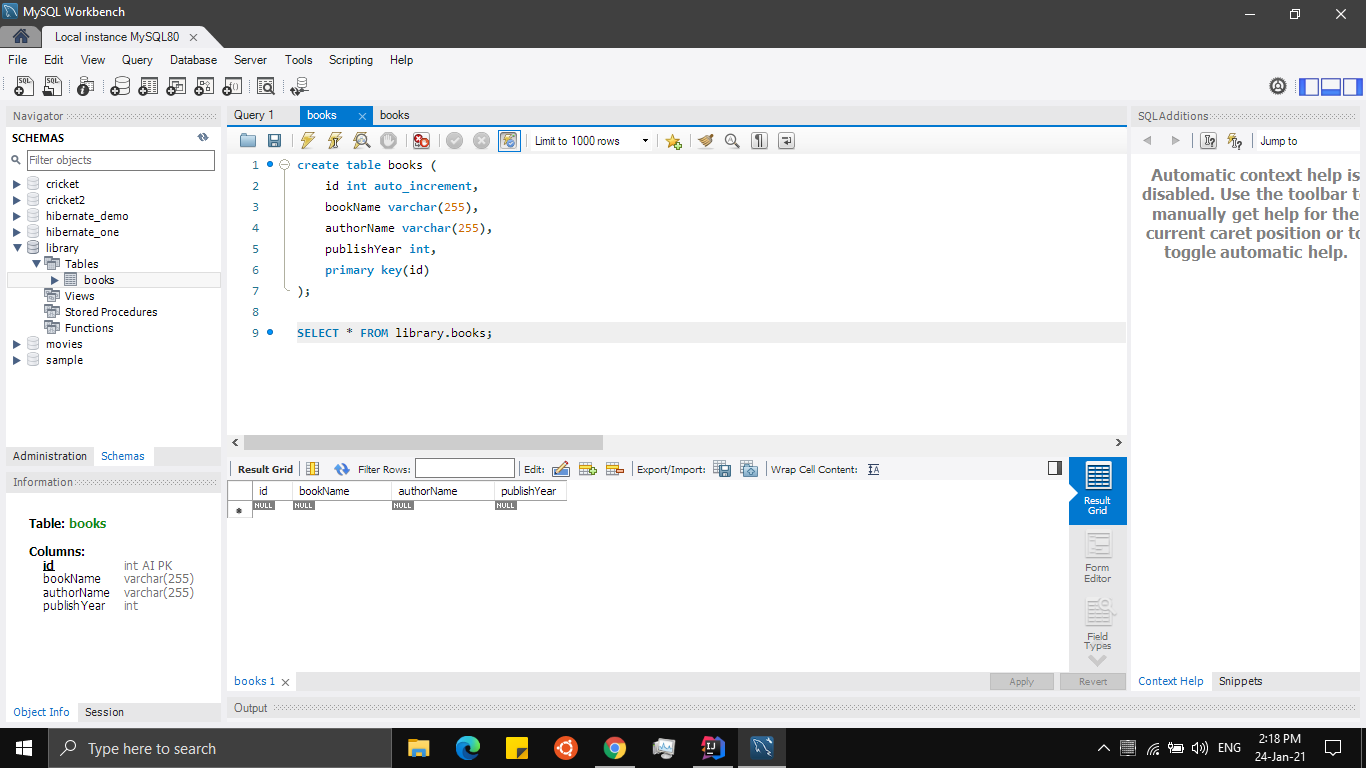 MySQL Workbench
Local instance MySQL80
File Edit View Query Database Server Tools Scripting Help
Navigator
SCHEMAS
Filter objects
cricket
cricket2
hibernate_demo
hibernate_one
library
Tables
books
Views
Stored Procedures
Functions
movies
sample
Administration Schemas
Information
Table: books
Columns:
id int AI PK
bookName varchar(255)
authorName varchar(255)
publishYear int
Object Info Session
Query 1 books books
Limit to 1000 rows
1 create table books (
2 id int auto_increment,
3 bookName varchar(255),
4 authorName varchar(255),
5 publishYear int,
6 primary key(id)
7 );
8
9 SELECT * FROM library.books;
Result Grid Filter Rows: Edit: Export/Import: Wrap Cell Content:
id bookName authorName publishYear
NULL NULL NULL NULL
Result
Grid
Form
Editor
Field
Types
books 1 Apply Revert
Output
SQLAdditions
Jump to
Automatic context help is
disabled. Use the toolbar t
manually get help for the
current caret position or to
toggle automatic help.
Context Help Snippets
Type here to search
ENG
2:18 PM
24-Jan-21